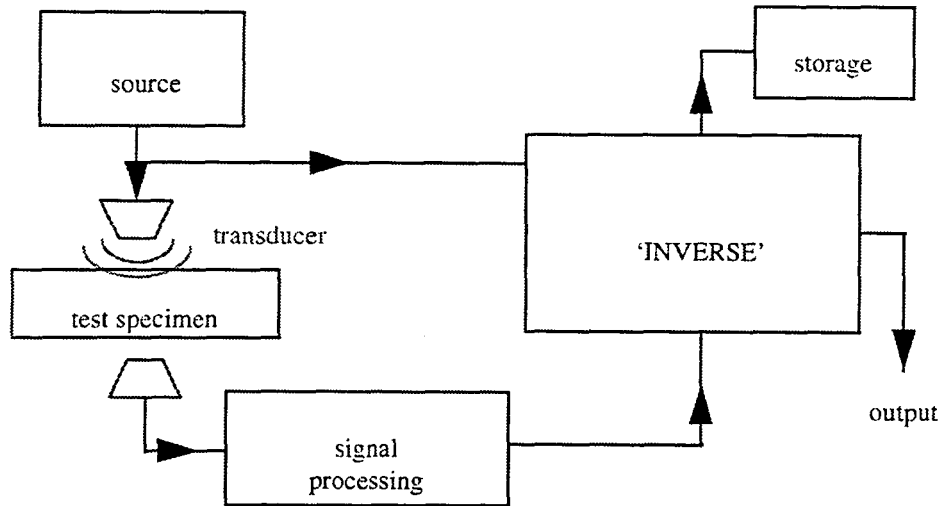 source
storage
transducer
'INVERSE'
test specimen
output
signal
processing